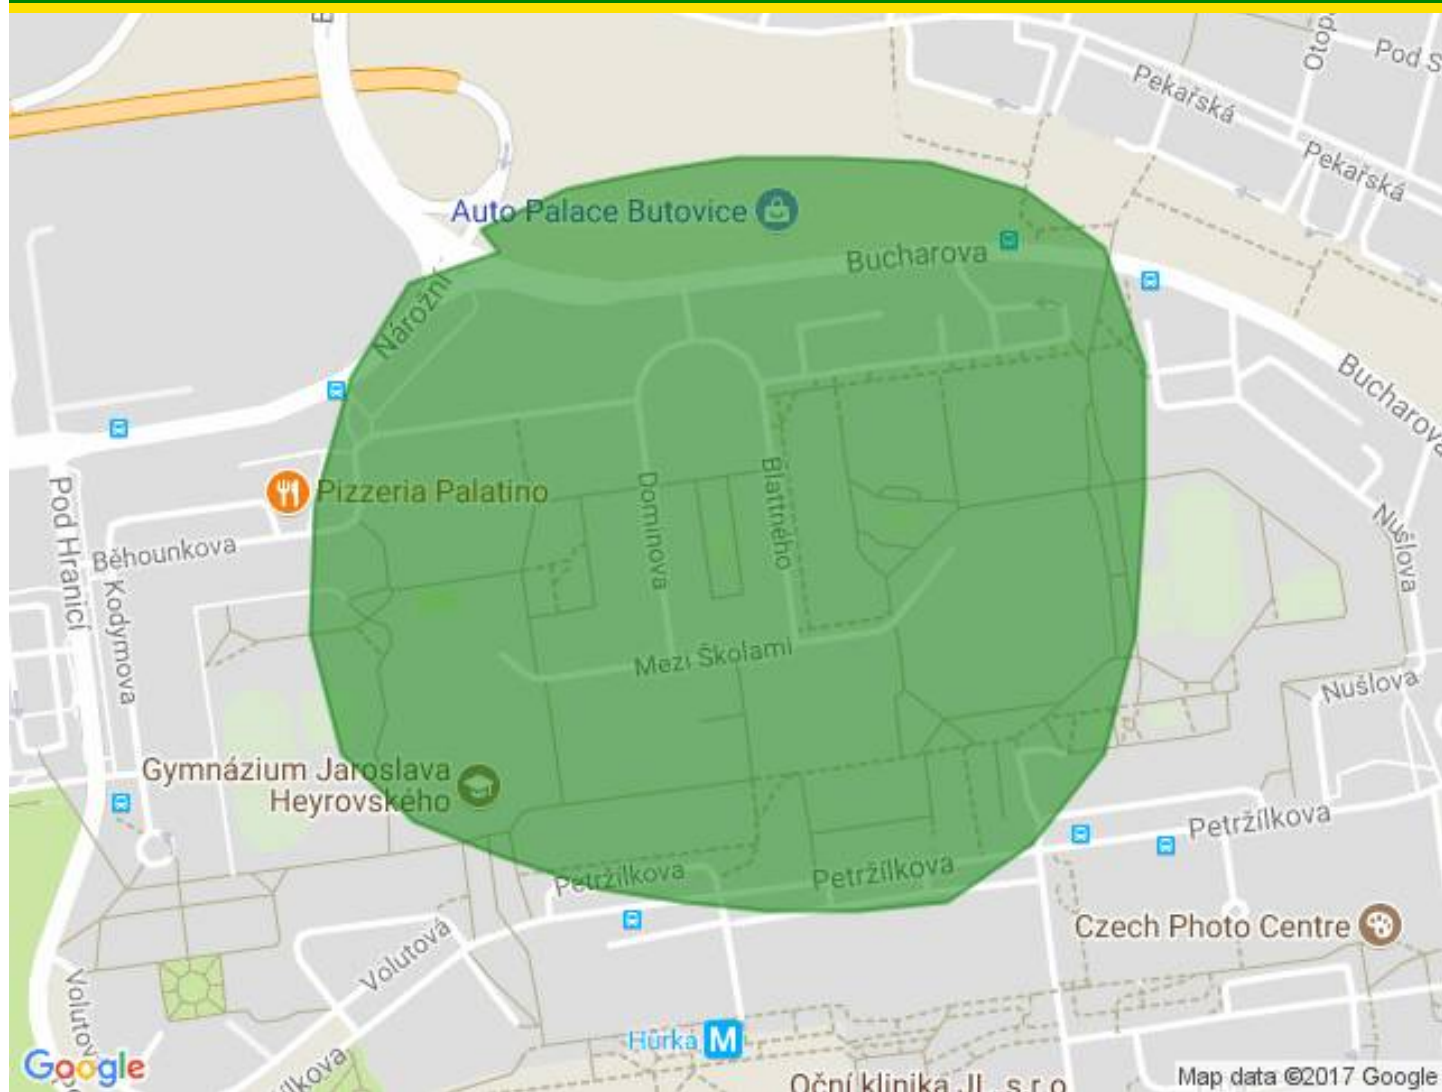 Otop
Pod S
Pekařská
Pekařská
Auto Palace Butovice
Bucharova
Nárožní
Bucharova
Pod Hranicí
Pizzeria Palatino
Dominova
Blattného
Nušlova
Běhounkova
Kodymova
Mezi Školami
Nušlova
Gymnázium Jaroslava
Heyrovského
Petržílkova
Petržílkova
Petržílkova
Volutová
Czech Photo Centre
Volutov
Hůrka M
Google
ílkova
Oční klinika JL, s.r.o.
Map data ©2017 Google